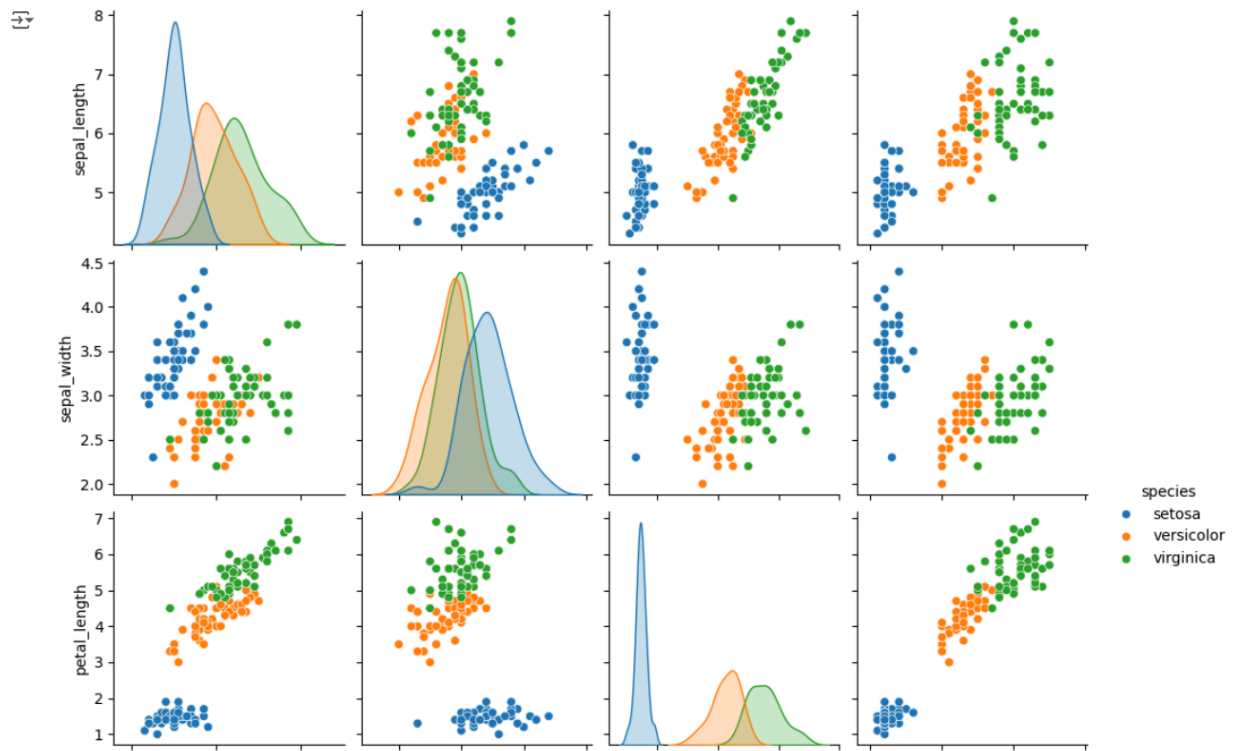 8
7
6
5
sepal_length
4.5
4.0
3.5
3.0
2.5
2.0
sepal_width
7
6
5
4
3
2
1
petal_length
species
setosa
versicolor
virginica